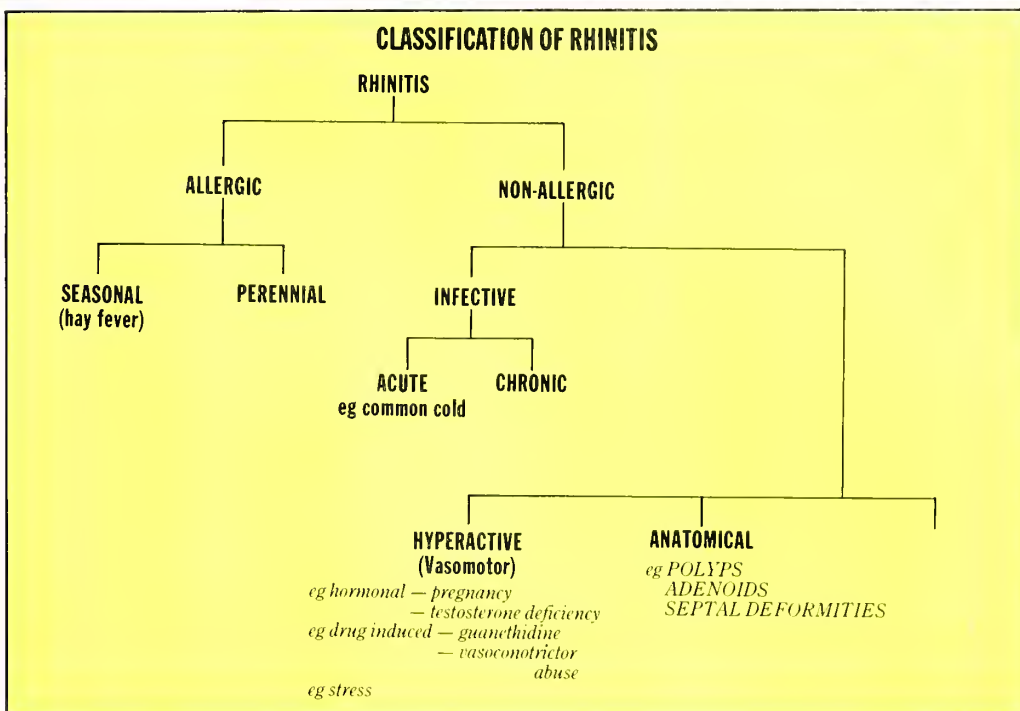 CLASSIFICATION OF RHINITIS
RHINITIS
ALLERGIC
NON-ALLERGIC
SEASONAL
(hay fever)
PERENNIAL
INFECTIVE
ACUTE
eg common cold
CHRONIC
HYPERACTIVE
(Vasomotor)
eg hormonal — pregnancy
— testosterone deficiency
eg drug induced — guanethidine
— vasoconotrictor
abuse
eg stress
ANATOMICAL
eg POLYPS
ADENOIDS
SEPTAL DEFORMITIES